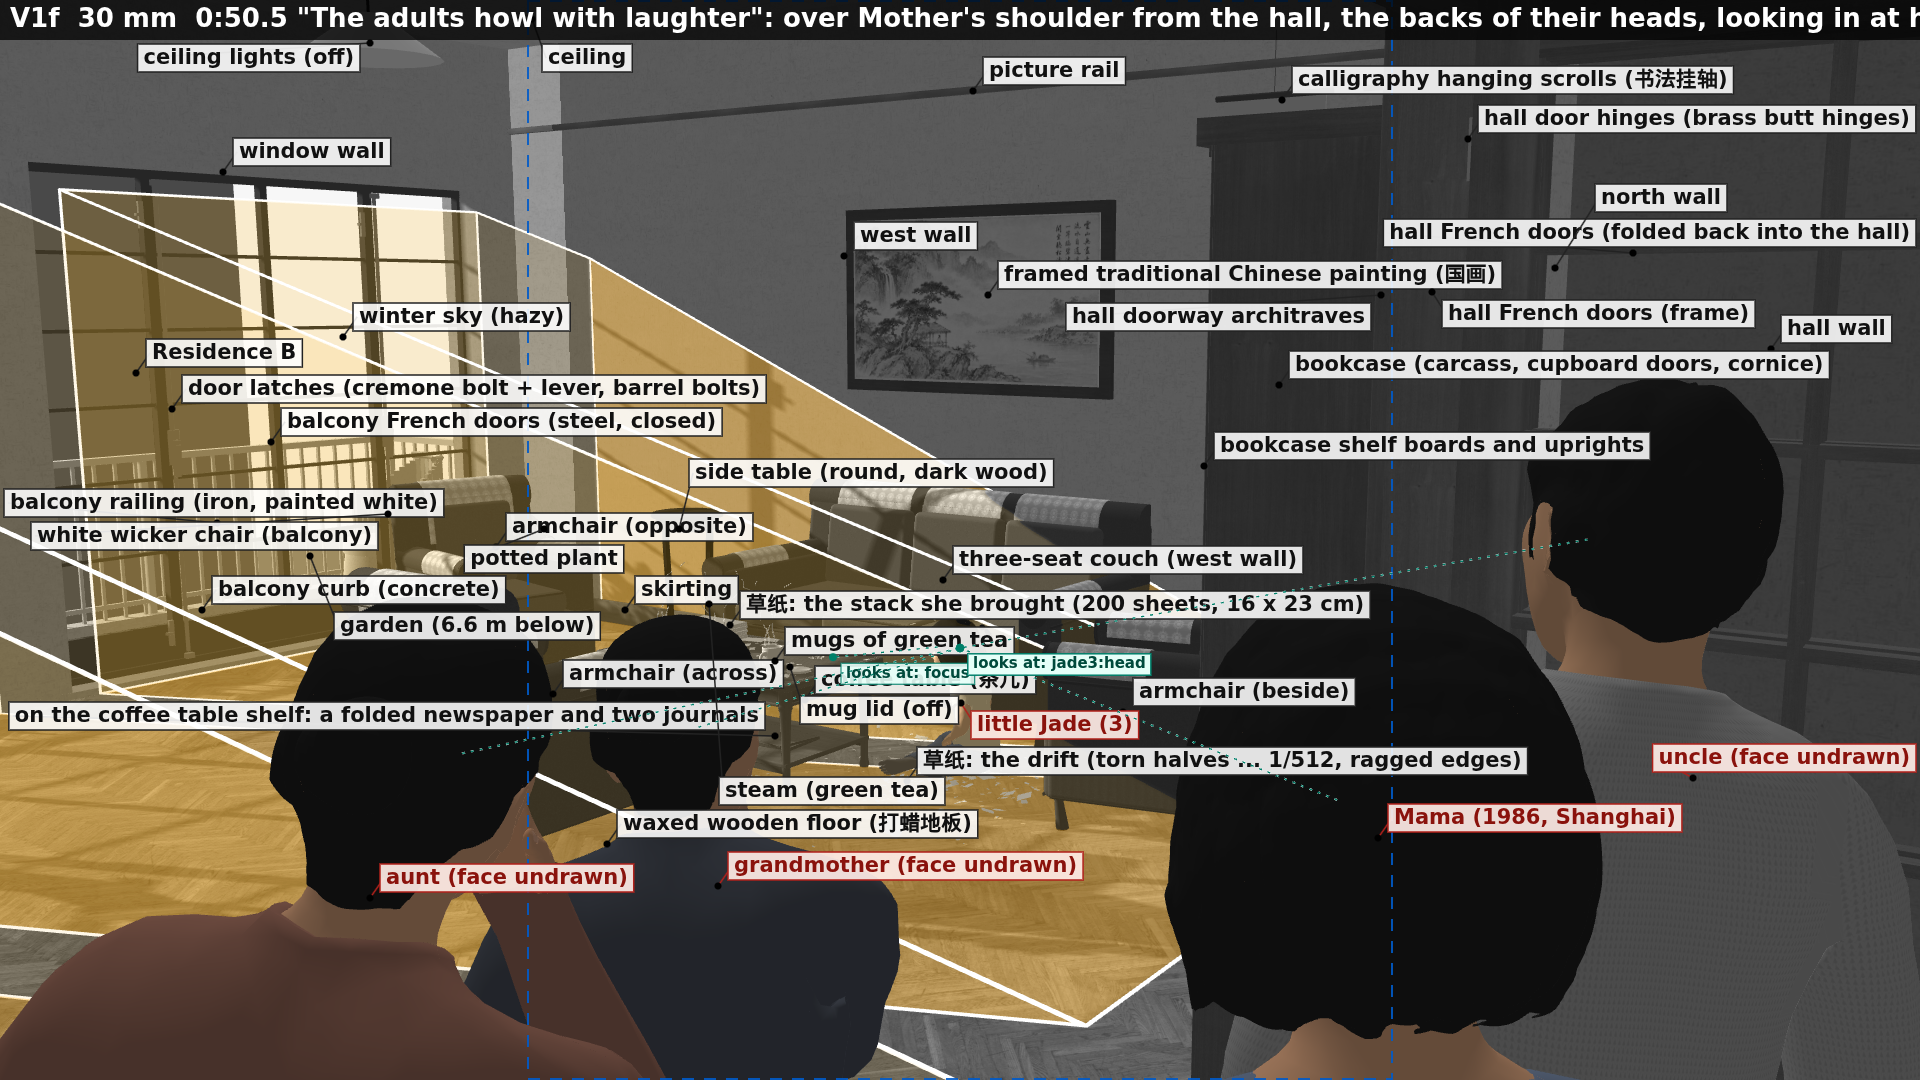 V1f 30 mm 0:50.5 "The adults howl with laughter": over Mother's shoulder from the hall, the backs of their heads, looking in at h
ceiling lights (off)
ceiling
picture rail
calligraphy hanging scrolls (书法挂轴)
hall door hinges (brass butt hinges)
window wall
north wall
west wall
hall French doors (folded back into the hall)
framed traditional Chinese painting (国画)
winter sky (hazy)
hall doorway architraves
hall French doors (frame)
hall wall
Residence B
bookcase (carcass, cupboard doors, cornice)
door latches (cremone bolt + lever, barrel bolts)
balcony French doors (steel, closed)
bookcase shelf boards and uprights
side table (round, dark wood)
balcony railing (iron, painted white)
armchair (opposite)
white wicker chair (balcony)
potted plant
three-seat couch (west wall)
balcony curb (concrete)
skirting
草纸: the stack she brought (200 sheets, 16 x 23 cm)
garden (6.6 m below)
mugs of green tea
looks at: jade3:head
armchair (across)
looks at: focus
(茶几)
armchair (beside)
on the coffee table shelf: a folded newspaper and two journals
mug lid (off)
little Jade (3)
草纸: the drift (torn halves ... 1/512, ragged edges)
uncle (face undrawn)
steam (green tea)
waxed wooden floor (打蜡地板)
Mama (1986, Shanghai)
grandmother (face undrawn)
aunt (face undrawn)